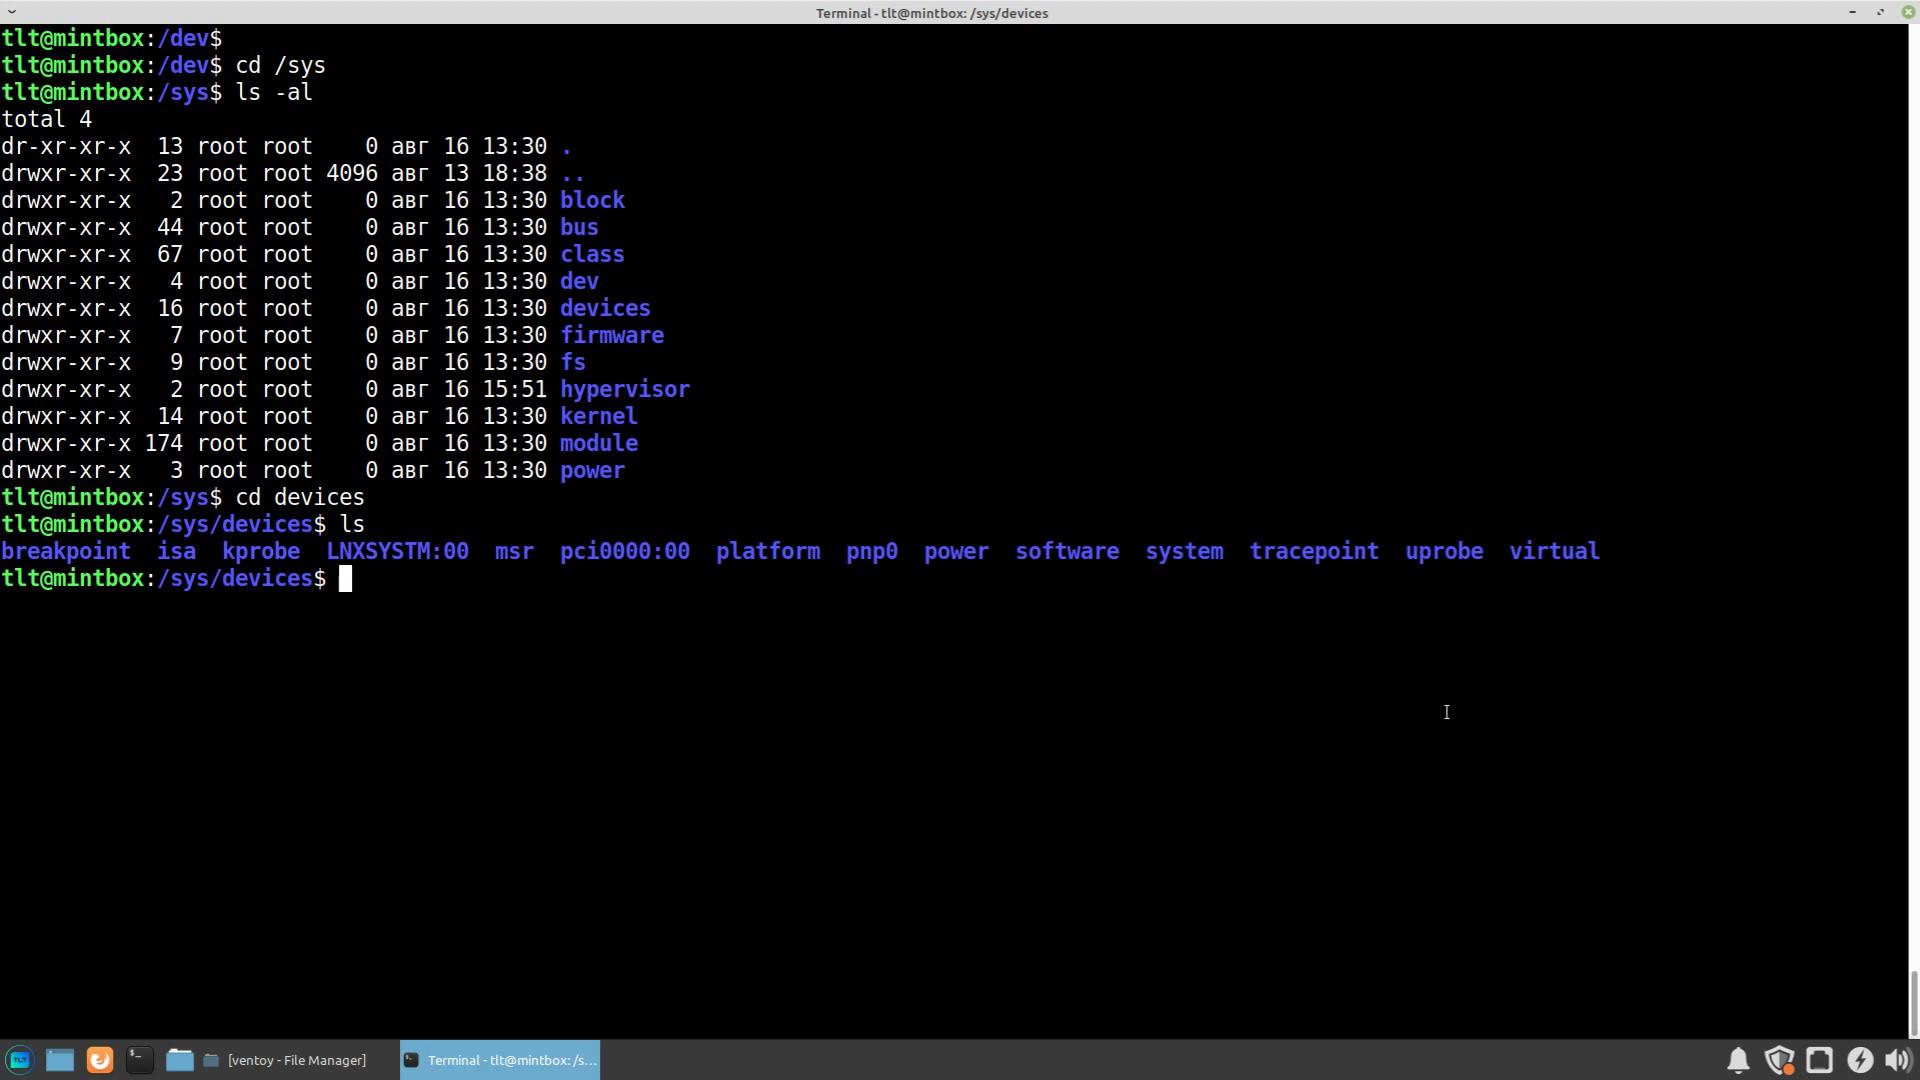 Terminal - tlt@mintbox: /sys/devices
tlt@mintbox:/dev$
tlt@mintbox:/dev$ cd /sys
tlt@mintbox:/sys$ ls -al
total 4
dr-xr-xr-x  13 root root    0 авг 16 13:30 .
drwxr-xr-x  23 root root 4096 авг 13 18:38 ..
drwxr-xr-x   2 root root    0 авг 16 13:30 block
drwxr-xr-x  44 root root    0 авг 16 13:30 bus
drwxr-xr-x  67 root root    0 авг 16 13:30 class
drwxr-xr-x   4 root root    0 авг 16 13:30 dev
drwxr-xr-x  16 root root    0 авг 16 13:30 devices
drwxr-xr-x   7 root root    0 авг 16 13:30 firmware
drwxr-xr-x   9 root root    0 авг 16 13:30 fs
drwxr-xr-x   2 root root    0 авг 16 15:51 hypervisor
drwxr-xr-x  14 root root    0 авг 16 13:30 kernel
drwxr-xr-x 174 root root    0 авг 16 13:30 module
drwxr-xr-x   3 root root    0 авг 16 13:30 power
tlt@mintbox:/sys$ cd devices
tlt@mintbox:/sys/devices$ ls
breakpoint  isa  kprobe  LNXSYSTM:00  msr  pci0000:00  platform  pnp0  power  software  system  tracepoint  uprobe  virtual
tlt@mintbox:/sys/devices$
TLT [ventoy - File Manager] Terminal - tlt@mintbox: /s...